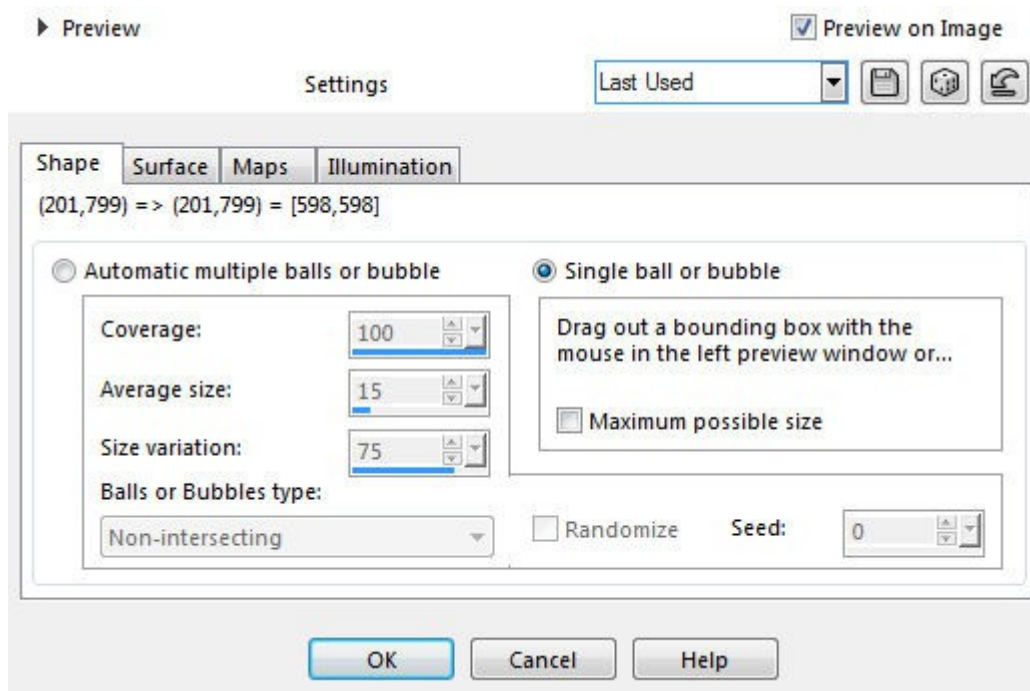 Preview
Preview on Image
Settings
Last Used
Shape
Surface
Maps
Illumination
(201,799) => (201,799) = [598,598]
Automatic multiple balls or bubble
Single ball or bubble
Coverage:
100
Average size:
15
Size variation:
75
Drag out a bounding box with the
mouse in the left preview window or...
Maximum possible size
Balls or Bubbles type:
Non-intersecting
Randomize
Seed:
0
OK
Cancel
Help